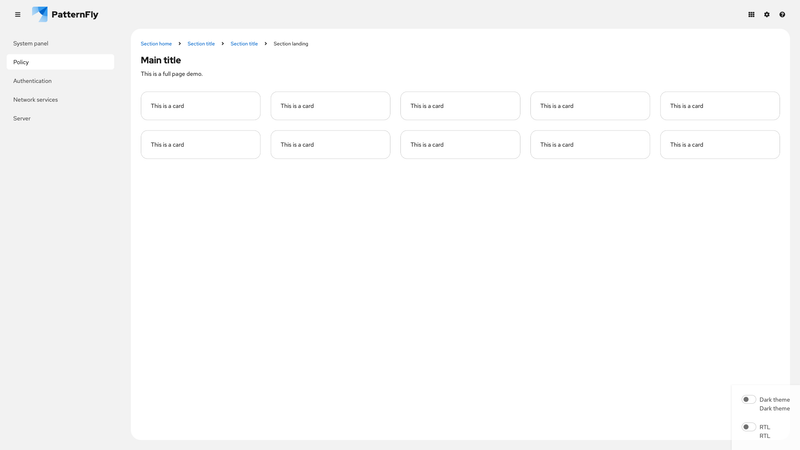 PatternFly
System panel
Policy
Authentication
Network services
Server
Section home Section title Section title Section landing
Main title
This is a full page demo.
This is a card This is a card This is a card This is a card This is a card
This is a card This is a card This is a card This is a card This is a card
Dark theme
Dark theme
RTL
RTL